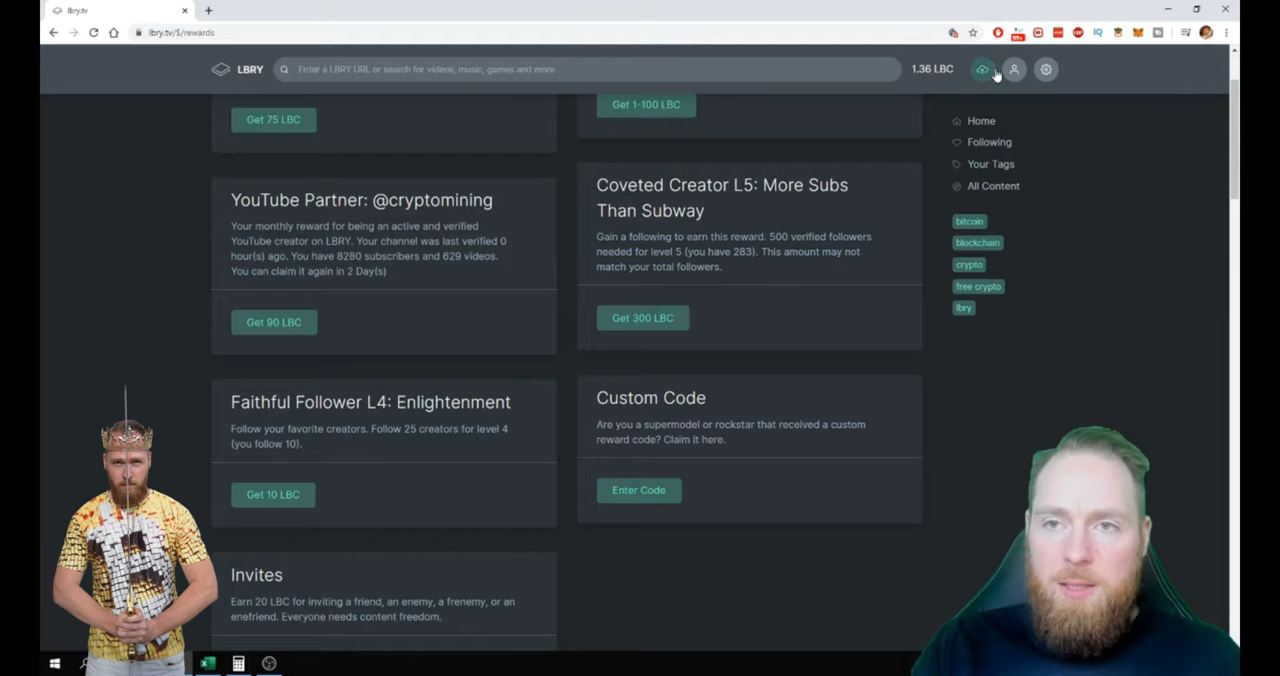 lbry.tv
lbry.tv/$/rewards
99+
IQ
LBRY
Enter a LBRY URL or search for videos, music, games and more
1.36 LBC
Get 75 LBC
Get 1-100 LBC
YouTube Partner: @cryptomining
Your monthly reward for being an active and verified
YouTube creator on LBRY. Your channel was last verified 0
hour(s) ago. You have 8280 subscribers and 629 videos.
You can claim it again in 2 Day(s)
Get 90 LBC
Coveted Creator L5: More Subs
Than Subway
Gain a following to earn this reward. 500 verified followers
needed for level 5 (you have 283). This amount may not
match your total followers.
Get 300 LBC
Faithful Follower L4: Enlightenment
Follow your favorite creators. Follow 25 creators for level 4
(you follow 10).
Get 10 LBC
Custom Code
Are you a supermodel or rockstar that received a custom
reward code? Claim it here.
Enter Code
Invites
Earn 20 LBC for inviting a friend, an enemy, a frenemy, or an
enefriend. Everyone needs content freedom.
Home
Following
Your Tags
All Content
bitcoin
blockchain
crypto
free crypto
lbry